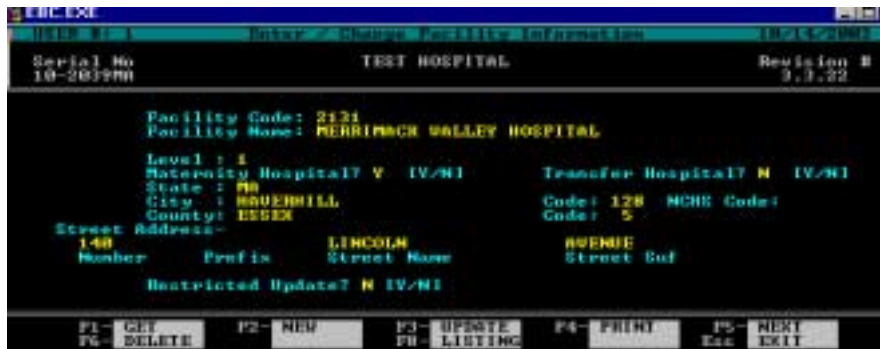 EBC.EXE
USER #: 1 Enter / Change Facility Information 10/14/2003
Serial No TEST HOSPITAL Revision #
10-2039MA 3.3.22
Facility Code: 2131
Facility Name: MERRIMACK VALLEY HOSPITAL
Level : 1
Maternity Hospital? Y [Y/N] Transfer Hospital? N [Y/N]
State : MA
City : HAVERHILL Code: 128 NCHS Code:
County: ESSEX Code: 5
Street Address-
140 LINCOLN AVENUE
Number Prefix Street Name Street Suf
Restricted Update? N [Y/N]
F1- GET F2- NEW F3- UPDATE F4- PRINT F5- NEXT
F6- DELETE F8- LISTING Esc EXIT